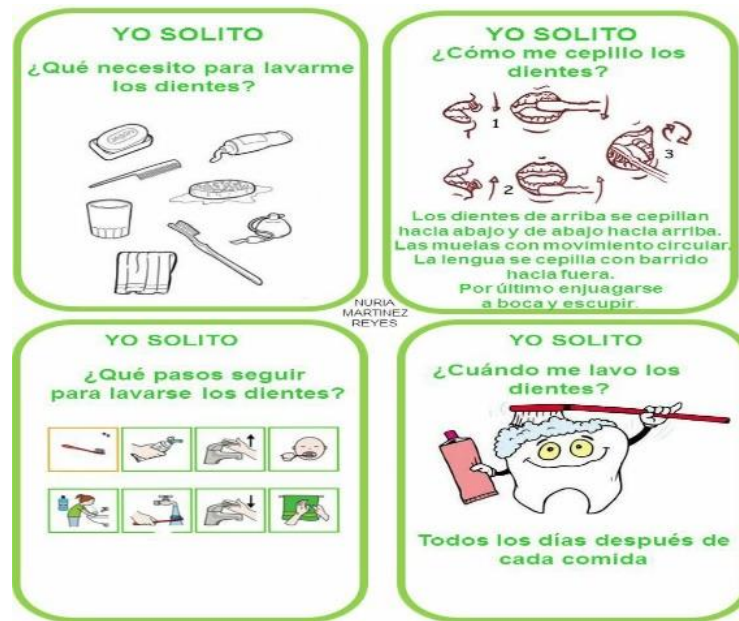 YO SOLITO
¿Qué necesito para lavarme
los dientes?
YO SOLITO
¿Cómo me cepillo los
dientes?
1
2
3
Los dientes de arriba se cepillan
hacia abajo y de abajo hacia arriba.
Las muelas con movimiento circular.
La lengua se cepilla con barrido
hacia fuera.
Por último enjuagarse
a boca y escupir.
NURIA
MARTINEZ
REYES
YO SOLITO
¿Qué pasos seguir
para lavarse los dientes?
YO SOLITO
¿Cuándo me lavo los
dientes?
Todos los días después de
cada comida